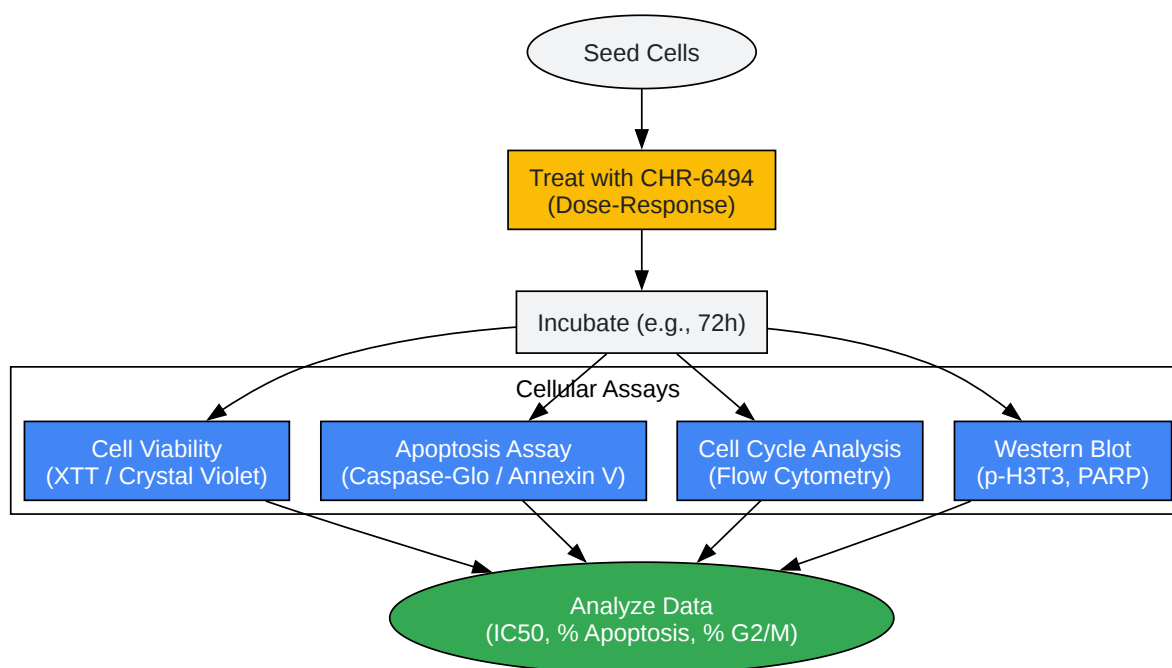 Seed Cells
Treat with CHR-6494
(Dose-Response)
Incubate (e.g., 72h)
Cellular Assays
Cell Viability
(XTT / Crystal Violet)
Apoptosis Assay
(Caspase-Glo / Annexin V)
Cell Cycle Analysis
(Flow Cytometry)
Western Blot
(p-H3T3, PARP)
Analyze Data
(IC50, % Apoptosis, % G2/M)